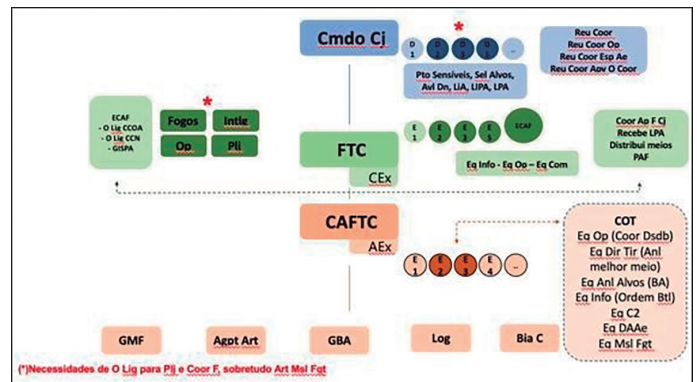 *
Cmdo Cj
D
1
D
2
D
3
D
5
..
Reu Coor
Reu Coor Op
Reu Coor Esp Ae
Reu Coor Apv O Coor
Pto Sensíveis, Sel Alvos,
Avl Dn, LiA, LIPA, LPA
ECAF
- O Lig CCOA
- O Lig CCN
- GISPA
*
Fogos
Intlg
Op
Plj
FTC
CEx
E
1
E
2
E
3
E
5
ECAF
Eq Info - Eq Op – Eq Com
Coor Ap F Cj
Recebe LPA
Distribui meios
PAF
CAFTC
AEx
E
1
E
2
E
3
E
4
..
COT
Eq Op (Coor Dsdb)
Eq Dir Tir (Anl
melhor meio)
Eq Anl Alvos (BA)
Eq Info (Ordem Btl)
Eq C2
Eq DAAe
Eq Msl Fgt
GMF
Agpt Art
GBA
Log
Bia C
(*)Necessidades de O Lig para Plj e Coor F, sobretudo Art Msl Fgt